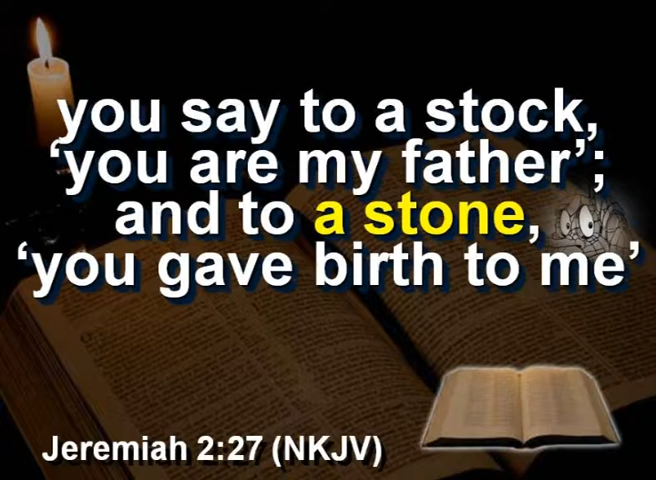 you say to a stock,
‘you are my father’;
and to a stone,
‘you gave birth to me’
Jeremiah 2:27 (NKJV)